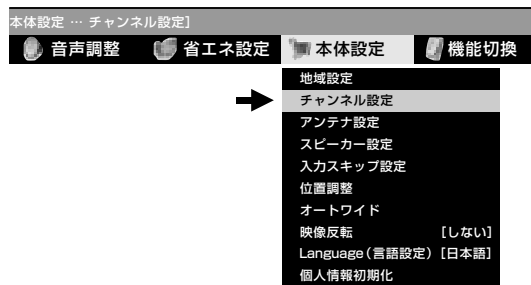 本体設定 … チャンネル設定]
音声調整 省エネ設定 本体設定 機能切換
地域設定
チャンネル設定
アンテナ設定
スピーカー設定
入力スキップ設定
位置調整
オートワイド
映像反転 [しない]
Language(言語設定) [日本語]
個人情報初期化